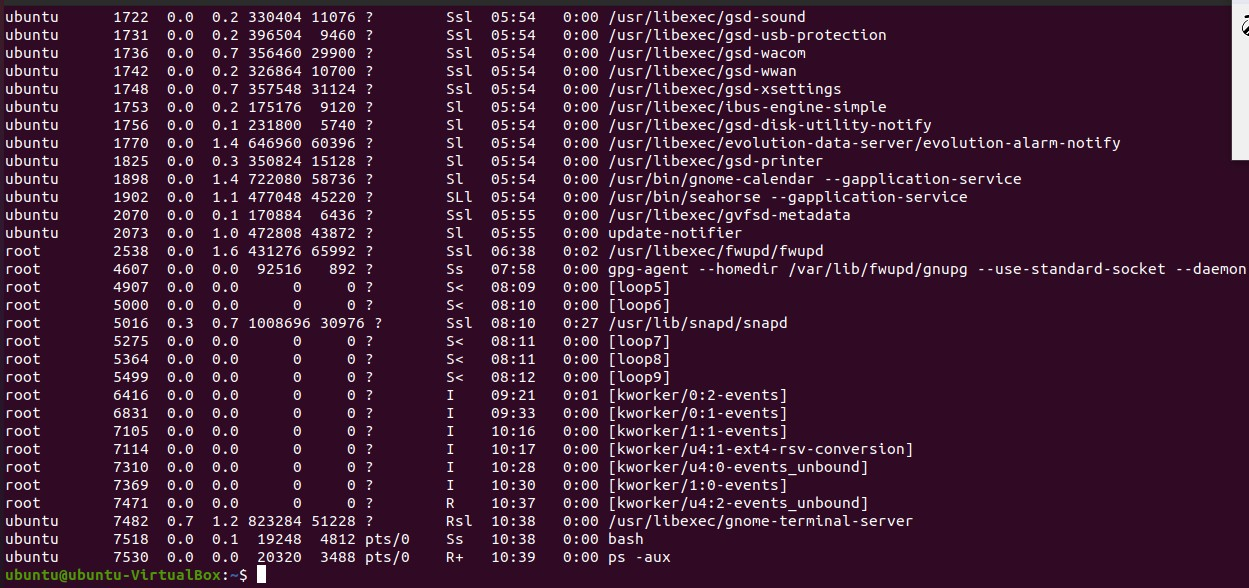 ubuntu 1722 0.0 0.2 330404 11076 ? Ssl 05:54 0:00 /usr/libexec/gsd-sound
ubuntu 1731 0.0 0.2 396504 9460 ? Ssl 05:54 0:00 /usr/libexec/gsd-usb-protection
ubuntu 1736 0.0 0.7 356460 29900 ? Ssl 05:54 0:00 /usr/libexec/gsd-wacom
ubuntu 1742 0.0 0.2 326864 10700 ? Ssl 05:54 0:00 /usr/libexec/gsd-wwan
ubuntu 1748 0.0 0.7 357548 31124 ? Ssl 05:54 0:00 /usr/libexec/gsd-xsettings
ubuntu 1753 0.0 0.2 175176 9120 ? Sl 05:54 0:00 /usr/libexec/ibus-engine-simple
ubuntu 1756 0.0 0.1 231800 5740 ? Sl 05:54 0:00 /usr/libexec/gsd-disk-utility-notify
ubuntu 1770 0.0 1.4 646960 60396 ? Sl 05:54 0:00 /usr/libexec/evolution-data-server/evolution-alarm-notify
ubuntu 1825 0.0 0.3 350824 15128 ? Sl 05:54 0:00 /usr/libexec/gsd-printer
ubuntu 1898 0.0 1.4 722080 58736 ? Sl 05:54 0:00 /usr/bin/gnome-calendar --gapplication-service
ubuntu 1902 0.0 1.1 477048 45220 ? SLl 05:54 0:00 /usr/bin/seahorse --gapplication-service
ubuntu 2070 0.0 0.1 170884 6436 ? Ssl 05:55 0:00 /usr/libexec/gvfsd-metadata
ubuntu 2073 0.0 1.0 472808 43872 ? Sl 05:55 0:00 update-notifier
root 2538 0.0 1.6 431276 65992 ? Ssl 06:38 0:02 /usr/libexec/fwupd/fwupd
root 4607 0.0 0.0 92516 892 ? Ss 07:58 0:00 gpg-agent --homedir /var/lib/fwupd/gnupg --use-standard-socket --daemon
root 4907 0.0 0.0 0 0 ? S< 08:09 0:00 [loop5]
root 5000 0.0 0.0 0 0 ? S< 08:10 0:00 [loop6]
root 5016 0.3 0.7 1008696 30976 ? Ssl 08:10 0:27 /usr/lib/snapd/snapd
root 5275 0.0 0.0 0 0 ? S< 08:11 0:00 [loop7]
root 5364 0.0 0.0 0 0 ? S< 08:11 0:00 [loop8]
root 5499 0.0 0.0 0 0 ? S< 08:12 0:00 [loop9]
root 6416 0.0 0.0 0 0 ? I 09:21 0:01 [kworker/0:2-events]
root 6831 0.0 0.0 0 0 ? I 09:33 0:00 [kworker/0:1-events]
root 7105 0.0 0.0 0 0 ? I 10:16 0:00 [kworker/1:1-events]
root 7114 0.0 0.0 0 0 ? I 10:17 0:00 [kworker/u4:1-ext4-rsv-conversion]
root 7310 0.0 0.0 0 0 ? I 10:28 0:00 [kworker/u4:0-events_unbound]
root 7369 0.0 0.0 0 0 ? I 10:30 0:00 [kworker/1:0-events]
root 7471 0.0 0.0 0 0 ? R 10:37 0:00 [kworker/u4:2-events_unbound]
ubuntu 7482 0.7 1.2 823284 51228 ? Rsl 10:38 0:00 /usr/libexec/gnome-terminal-server
ubuntu 7518 0.0 0.1 19248 4812 pts/0 Ss 10:38 0:00 bash
ubuntu 7530 0.0 0.0 20320 3488 pts/0 R+ 10:39 0:00 ps -aux
ubuntu@ubuntu-VirtualBox:~$